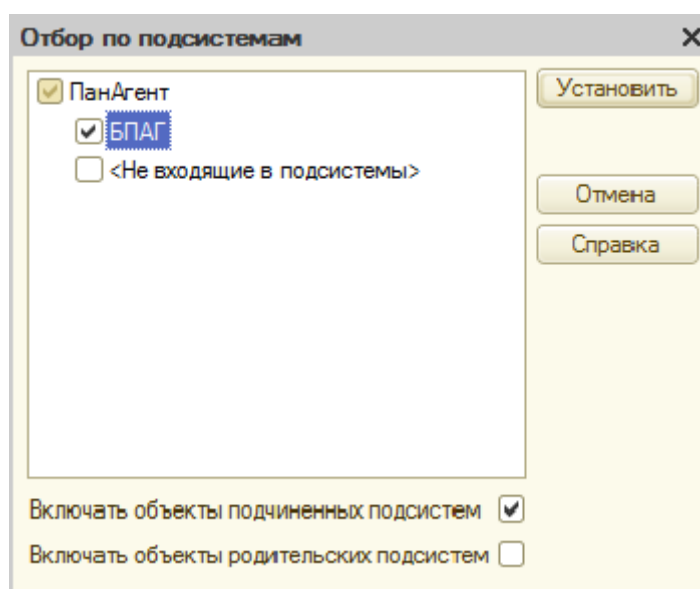 Отбор по подсистемам
ПанАгент
БПАГ
<Не входящие в подсистемы>
Установить
Отмена
Справка
Включать объекты подчиненных подсистем
Включать объекты родительских подсистем